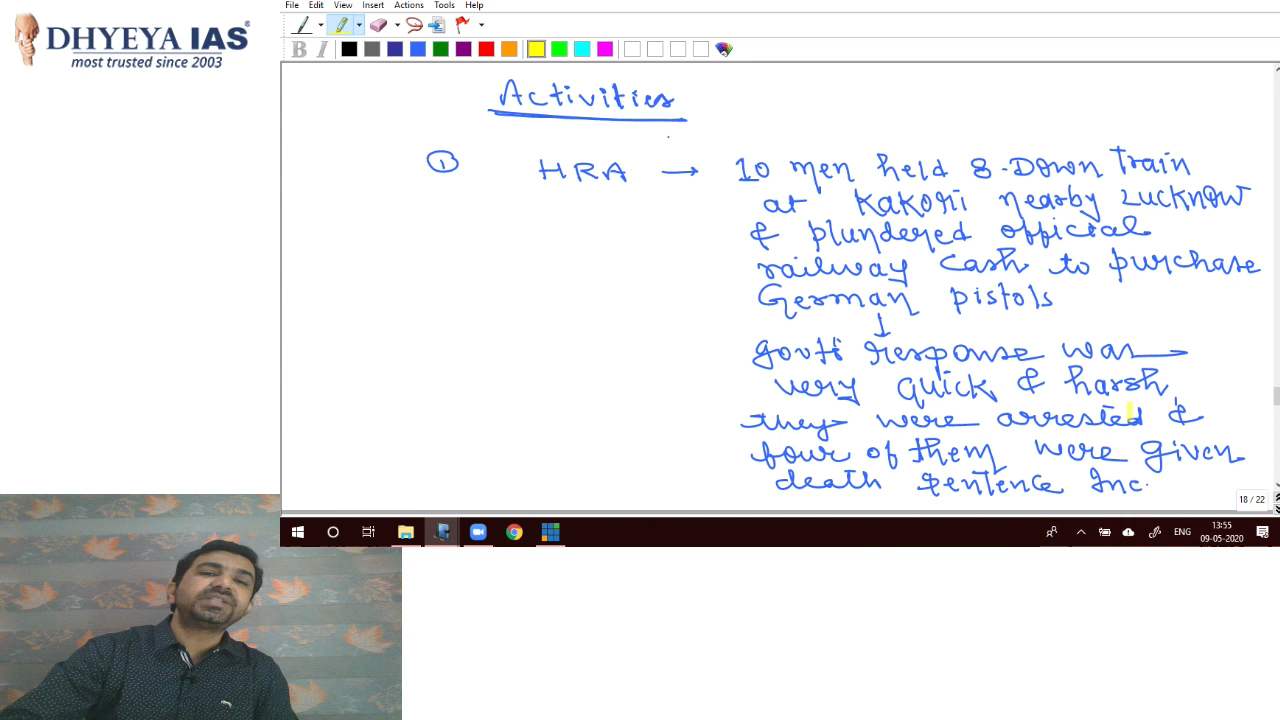 File Edit View Insert Actions Tools Help
DHYEYA IAS
most trusted since 2003
B I
Activities
① HRA → 10 men held 8-Down Train
at Kakori nearby Lucknow
& plundered official
railway cash to purchase
German pistols
↓
Govt's response was
very quick & harsh,
they were arrested &
four of them were given
death sentence Inc.
18 / 22
ENG
13:55
09-05-2020